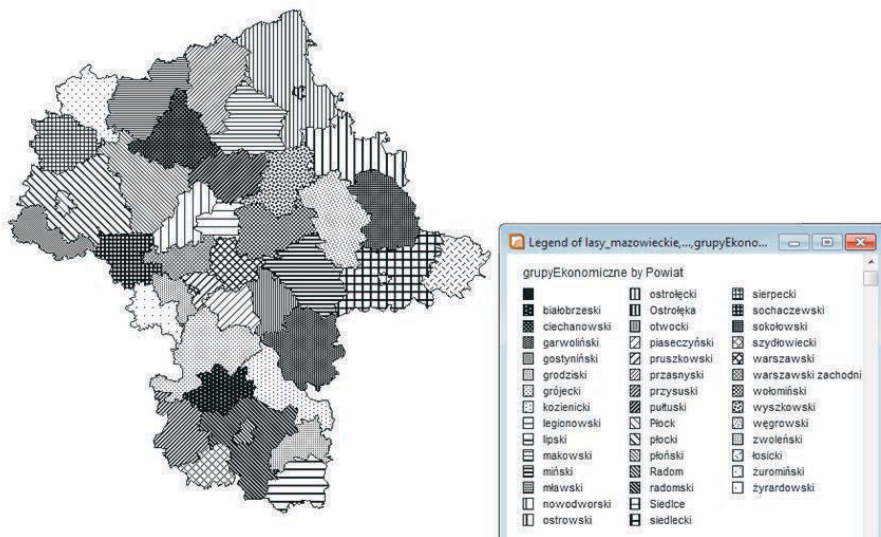 Legend of lasy_mazowieckie,...,grupyEkono...
grupyEkonomiczne by Powiat
białobrzeski
ciechanowski
garwoliński
gostyniński
grodziski
grójecki
kozienicki
legionowski
lipski
makowski
miński
mławski
nowodworski
ostrowski
ostrołęcki
Ostrołęka
otwocki
piaseczyński
pruszkowski
przasnyski
przysuski
pułtuski
Płock
płocki
płoński
Radom
radomski
Siedlce
siedlecki
sierpecki
sochaczewski
sokołowski
szydłowiecki
warszawski
warszawski zachodni
wołomiński
wyszkowski
węgrowski
zwoleński
łosicki
żuromiński
żyrardowski